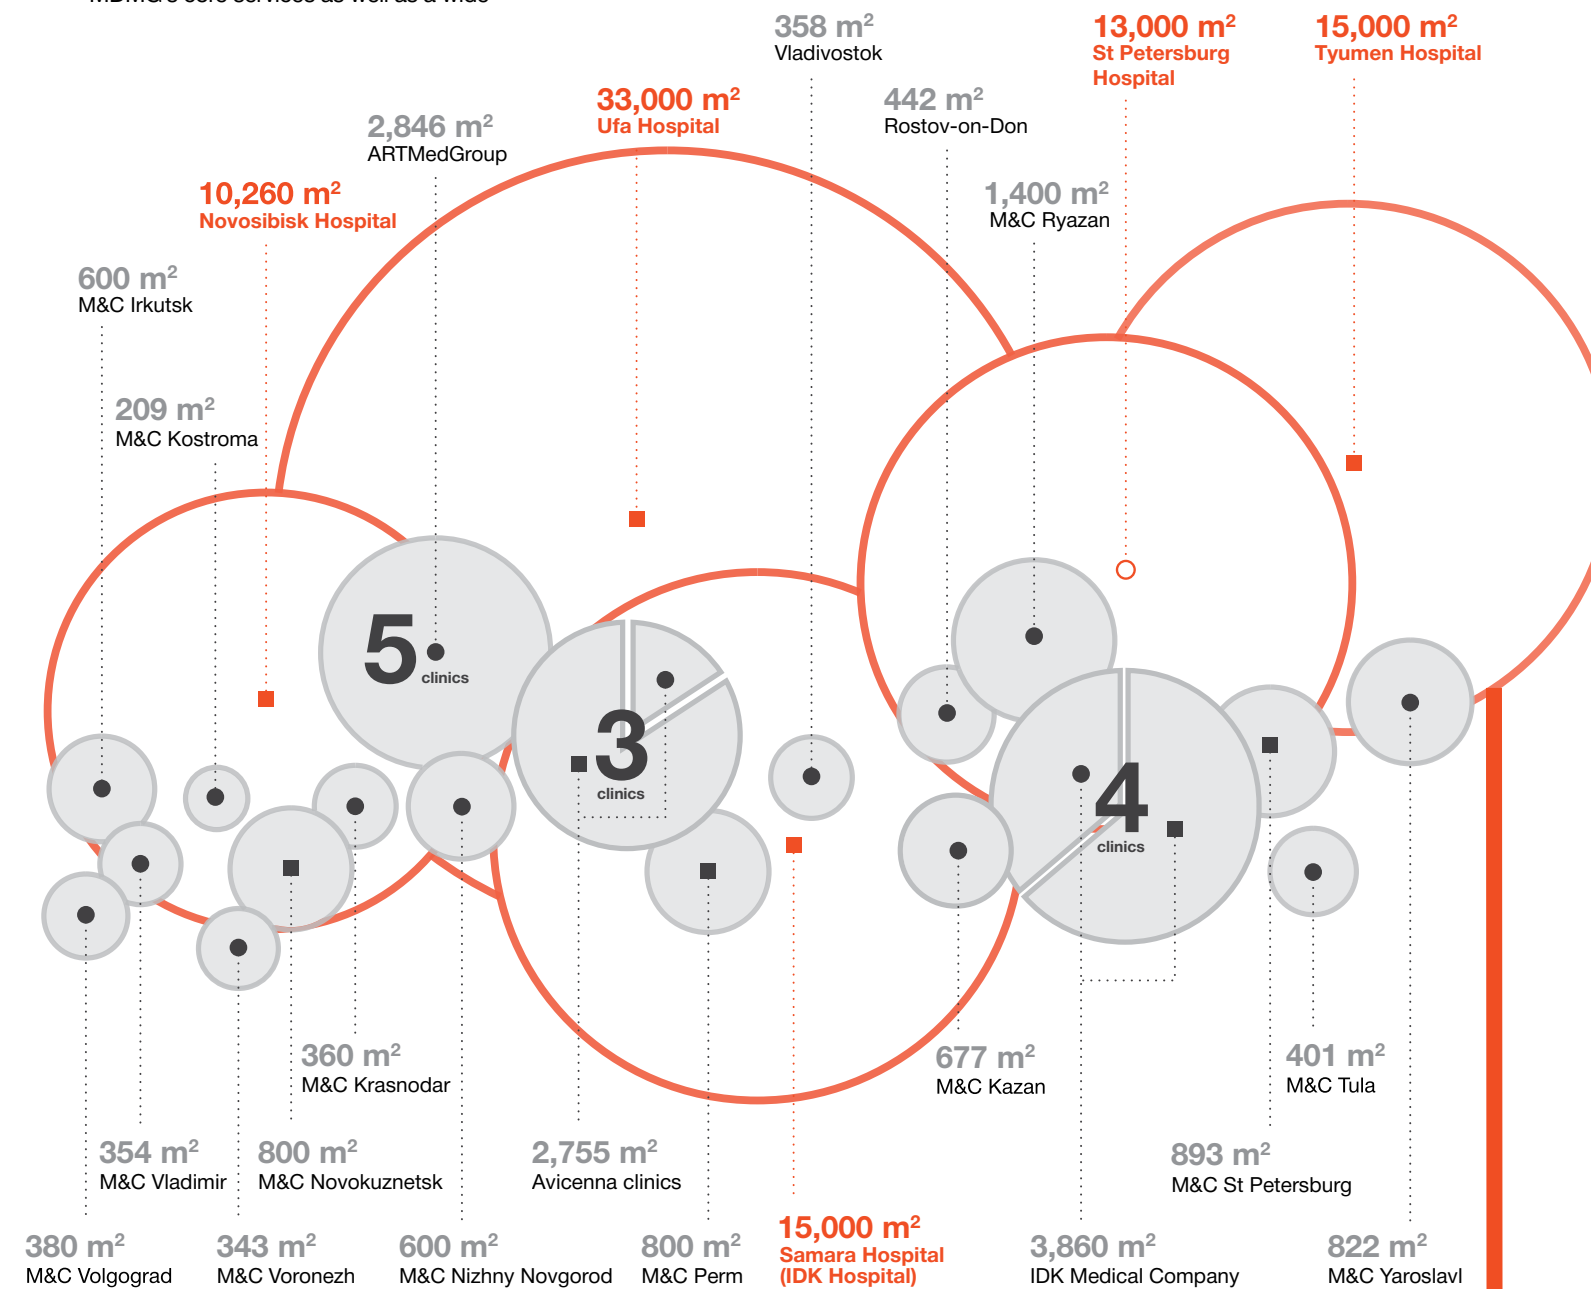 358 m²
Vladivostok
13,000 m²
St Petersburg
Hospital
15,000 m²
Tyumen Hospital
33,000 m²
Ufa Hospital
442 m²
Rostov-on-Don
2,846 m²
ARTMedGroup
10,260 m²
Novosibisk Hospital
1,400 m²
M&C Ryazan
600 m²
M&C Irkutsk
209 m²
M&C Kostroma
5
clinics
3
clinics
4
clinics
360 m²
M&C Krasnodar
677 m²
M&C Kazan
401 m²
M&C Tula
354 m²
M&C Vladimir
800 m²
M&C Novokuznetsk
2,755 m²
Avicenna clinics
893 m²
M&C St Petersburg
380 m²
M&C Volgograd
343 m²
M&C Voronezh
600 m²
M&C Nizhny Novgorod
800 m²
M&C Perm
15,000 m²
Samara Hospital
(IDK Hospital)
3,860 m²
IDK Medical Company
822 m²
M&C Yaroslavl